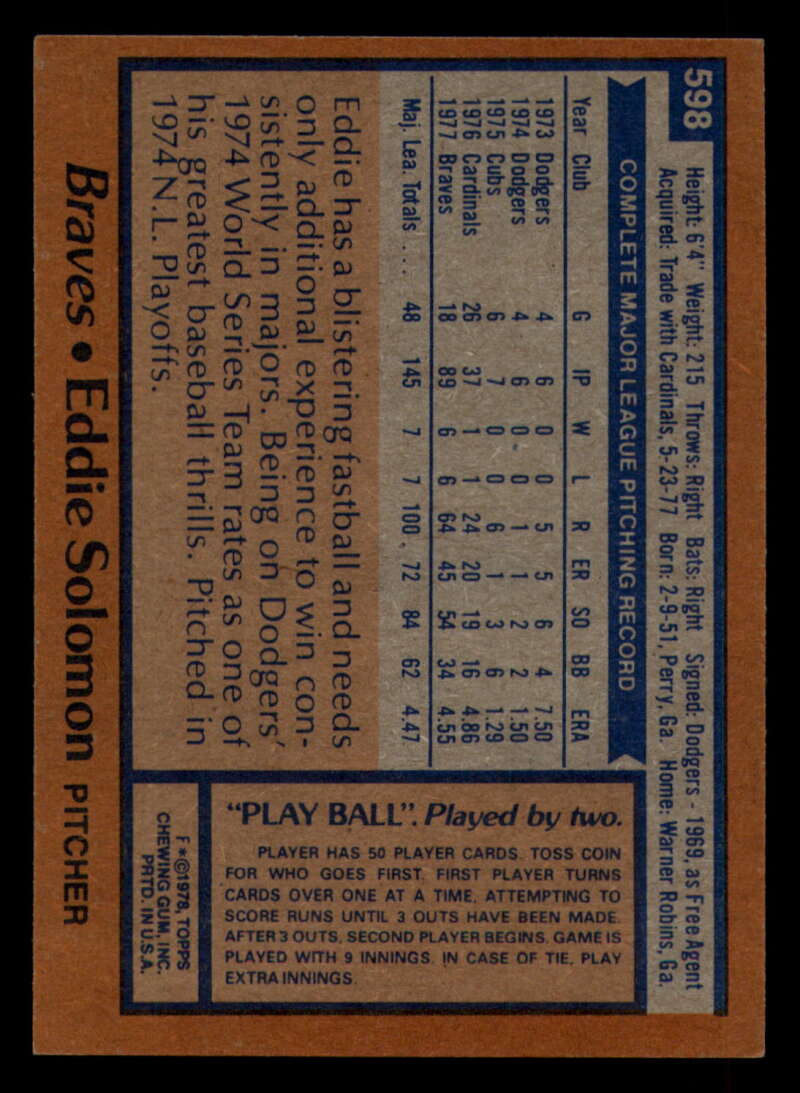 598
Height: 6'4" Weight: 215 Throws: Right Bats: Right Signed: Dodgers - 1969, as Free Agent
Acquired: Trade with Cardinals, 5-23-77 Born: 2-9-51, Perry, Ga. Home: Warner Robins, Ga.
COMPLETE MAJOR LEAGUE PITCHING RECORD
Year Club G IP W L R ER SO BB ERA
1973 Dodgers 4 6 0 0 5 5 6 4 7.50
1974 Dodgers 4 6 0 0 1 1 2 2 1.50
1975 Cubs 6 7 0 0 6 1 3 6 1.29
1976 Cardinals 26 37 1 1 24 20 19 16 4.86
1977 Braves 18 89 6 6 64 45 54 34 4.55
Maj. Lea. Totals ... 48 145 7 7 100 72 84 62 4.47
Eddie has a blistering fastball and needs
only additional experience to win con-
sistently in majors. Being on Dodgers'
1974 World Series Team rates as one of
his greatest baseball thrills. Pitched in
1974 N.L. Playoffs.
Braves • Eddie Solomon PITCHER
"PLAY BALL". Played by two.
PLAYER HAS 50 PLAYER CARDS. TOSS COIN
FOR WHO GOES FIRST. FIRST PLAYER TURNS
CARDS OVER ONE AT A TIME, ATTEMPTING TO
SCORE RUNS UNTIL 3 OUTS HAVE BEEN MADE.
AFTER 3 OUTS, SECOND PLAYER BEGINS. GAME IS
PLAYED WITH 9 INNINGS. IN CASE OF TIE, PLAY
EXTRA INNINGS.
F*©1978, TOPPS
CHEWING GUM, INC.
PRTD. IN U.S.A.